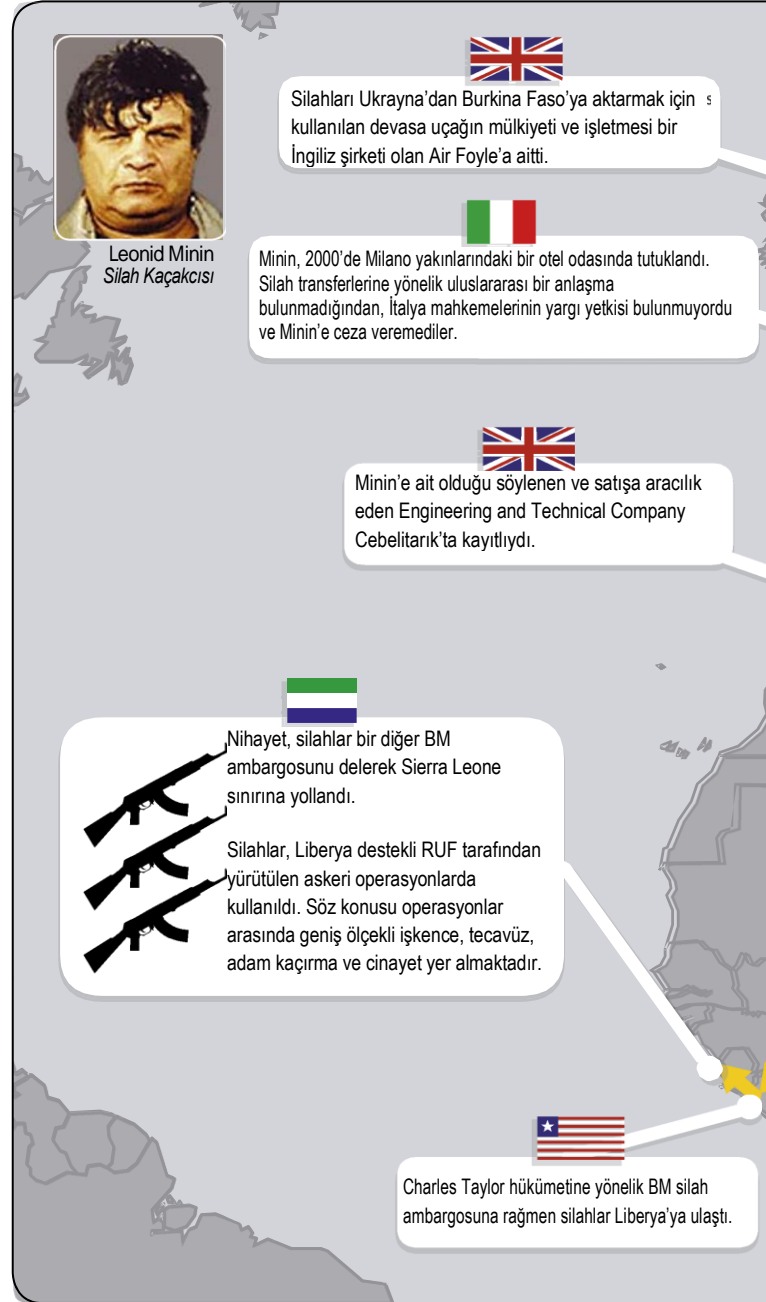 Silahları Ukrayna’dan Burkina Faso’ya aktarmak için s
kullanılan devasa uçağın mülkiyeti ve işletmesi bir
İngiliz şirketi olan Air Foyle’a aitti.
Leonid Minin
Silah Kaçakcısı
Minin, 2000’de Milano yakınlarındaki bir otel odasında tutuklandı.
Silah transferlerine yönelik uluslararası bir anlaşma
bulunmadığından, İtalya mahkemelerinin yargı yetkisi bulunmuyordu
ve Minin’e ceza veremediler.
Minin’e ait olduğu söylenen ve satışa aracılık
eden Engineering and Technical Company
Cebelitarık’ta kayıtlıydı.
Nihayet, silahlar bir diğer BM
ambargosunu delerek Sierra Leone
sınırına yollandı.
Silahlar, Liberya destekli RUF tarafından
yürütülen askeri operasyonlarda
kullanıldı. Söz konusu operasyonlar
arasında geniş ölçekli işkence, tecavüz,
adam kaçırma ve cinayet yer almaktadır.
Charles Taylor hükümetine yönelik BM silah
ambargosuna rağmen silahlar Liberya’ya ulaştı.